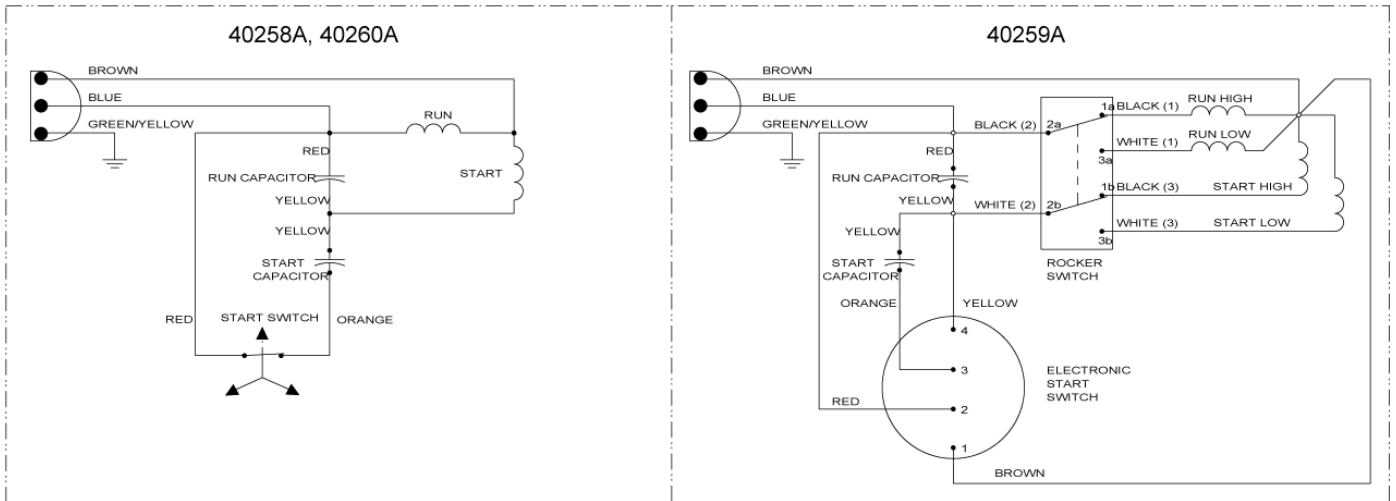 40258A, 40260A
BROWN
BLUE
GREEN/YELLOW
RUN
RED
START
RUN CAPACITOR
YELLOW
YELLOW
START
CAPACITOR
RED
START SWITCH
ORANGE
40259A
BROWN
BLUE
GREEN/YELLOW
BLACK (2)
2a
1a
BLACK (1)
RUN HIGH
RED
WHITE (1)
RUN LOW
3a
RUN CAPACITOR
1b
BLACK (3)
START HIGH
YELLOW
WHITE (2)
2b
WHITE (3)
START LOW
3b
YELLOW
START
CAPACITOR
ROCKER
SWITCH
ORANGE
YELLOW
4
3
ELECTRONIC
START
SWITCH
RED
2
1
BROWN